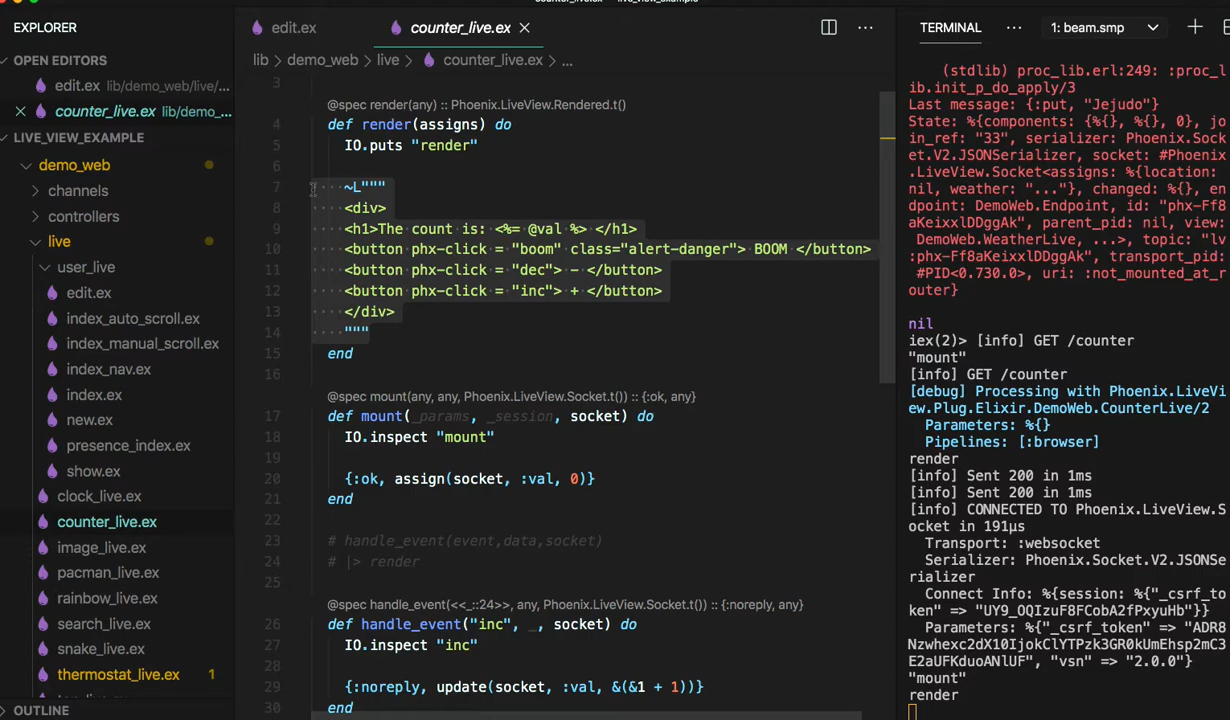 EXPLORER
OPEN EDITORS
edit.ex lib/demo_web/live/...
counter_live.ex lib/demo_...
LIVE_VIEW_EXAMPLE
demo_web
channels
controllers
live
user_live
edit.ex
index_auto_scroll.ex
index_manual_scroll.ex
index_nav.ex
index.ex
new.ex
presence_index.ex
show.ex
clock_live.ex
counter_live.ex
image_live.ex
pacman_live.ex
rainbow_live.ex
search_live.ex
snake_live.ex
thermostat_live.ex 1
OUTLINE
edit.ex counter_live.ex
lib > demo_web > live > counter_live.ex > ...
3
@spec render(any) :: Phoenix.LiveView.Rendered.t()
4 def render(assigns) do
5 IO.puts "render"
6
7 ~L"""
8 <div>
9 <h1>The count is: <%= @val %> </h1>
10 <button phx-click = "boom" class="alert-danger"> BOOM </button>
11 <button phx-click = "dec"> - </button>
12 <button phx-click = "inc"> + </button>
13 </div>
14 """
15 end
16
@spec mount(any, any, Phoenix.LiveView.Socket.t()) :: {:ok, any}
17 def mount(_params, _session, socket) do
18 IO.inspect "mount"
19
20 {:ok, assign(socket, :val, 0)}
21 end
22
23 # handle_event(event,data,socket)
24 # |> render
25
@spec handle_event(<<_::24>>, any, Phoenix.LiveView.Socket.t()) :: {:noreply, any}
26 def handle_event("inc", _, socket) do
27 IO.inspect "inc"
28
29 {:noreply, update(socket, :val, &(&1 + 1))}
30 end
TERMINAL ... 1: beam.smp
(stdlib) proc_lib.erl:249: :proc_l
ib.init_p_do_apply/3
Last message: {:put, "Jejudo"}
State: %{components: {%{}, %{}, 0}, jo
in_ref: "33", serializer: Phoenix.Sock
et.V2.JSONSerializer, socket: #Phoenix
.LiveView.Socket<assigns: %{location:
nil, weather: "..."}, changed: %{}, en
dpoint: DemoWeb.Endpoint, id: "phx-Ff8
aKeixxlDDggAk", parent_pid: nil, view:
DemoWeb.WeatherLive, ...>, topic: "lv
:phx-Ff8aKeixxlDDggAk", transport_pid:
#PID<0.730.0>, uri: :not_mounted_at_r
outer}
nil
iex(2)> [info] GET /counter
"mount"
[info] GET /counter
[debug] Processing with Phoenix.LiveVi
ew.Plug.Elixir.DemoWeb.CounterLive/2
Parameters: %{}
Pipelines: [:browser]
render
[info] Sent 200 in 1ms
[info] Sent 200 in 1ms
[info] CONNECTED TO Phoenix.LiveView.S
ocket in 191µs
Transport: :websocket
Serializer: Phoenix.Socket.V2.JSONSe
rializer
Connect Info: %{session: %{"_csrf_to
ken" => "UY9_OQIzuF8FCobA2fPxyuHb"}}
Parameters: %{"_csrf_token" => "ADR8
Nzwhexc2dX10IjokClYTPzk3GR0kUmEhsp2mC3
E2aUFKduoANlUF", "vsn" => "2.0.0"}
"mount"
render